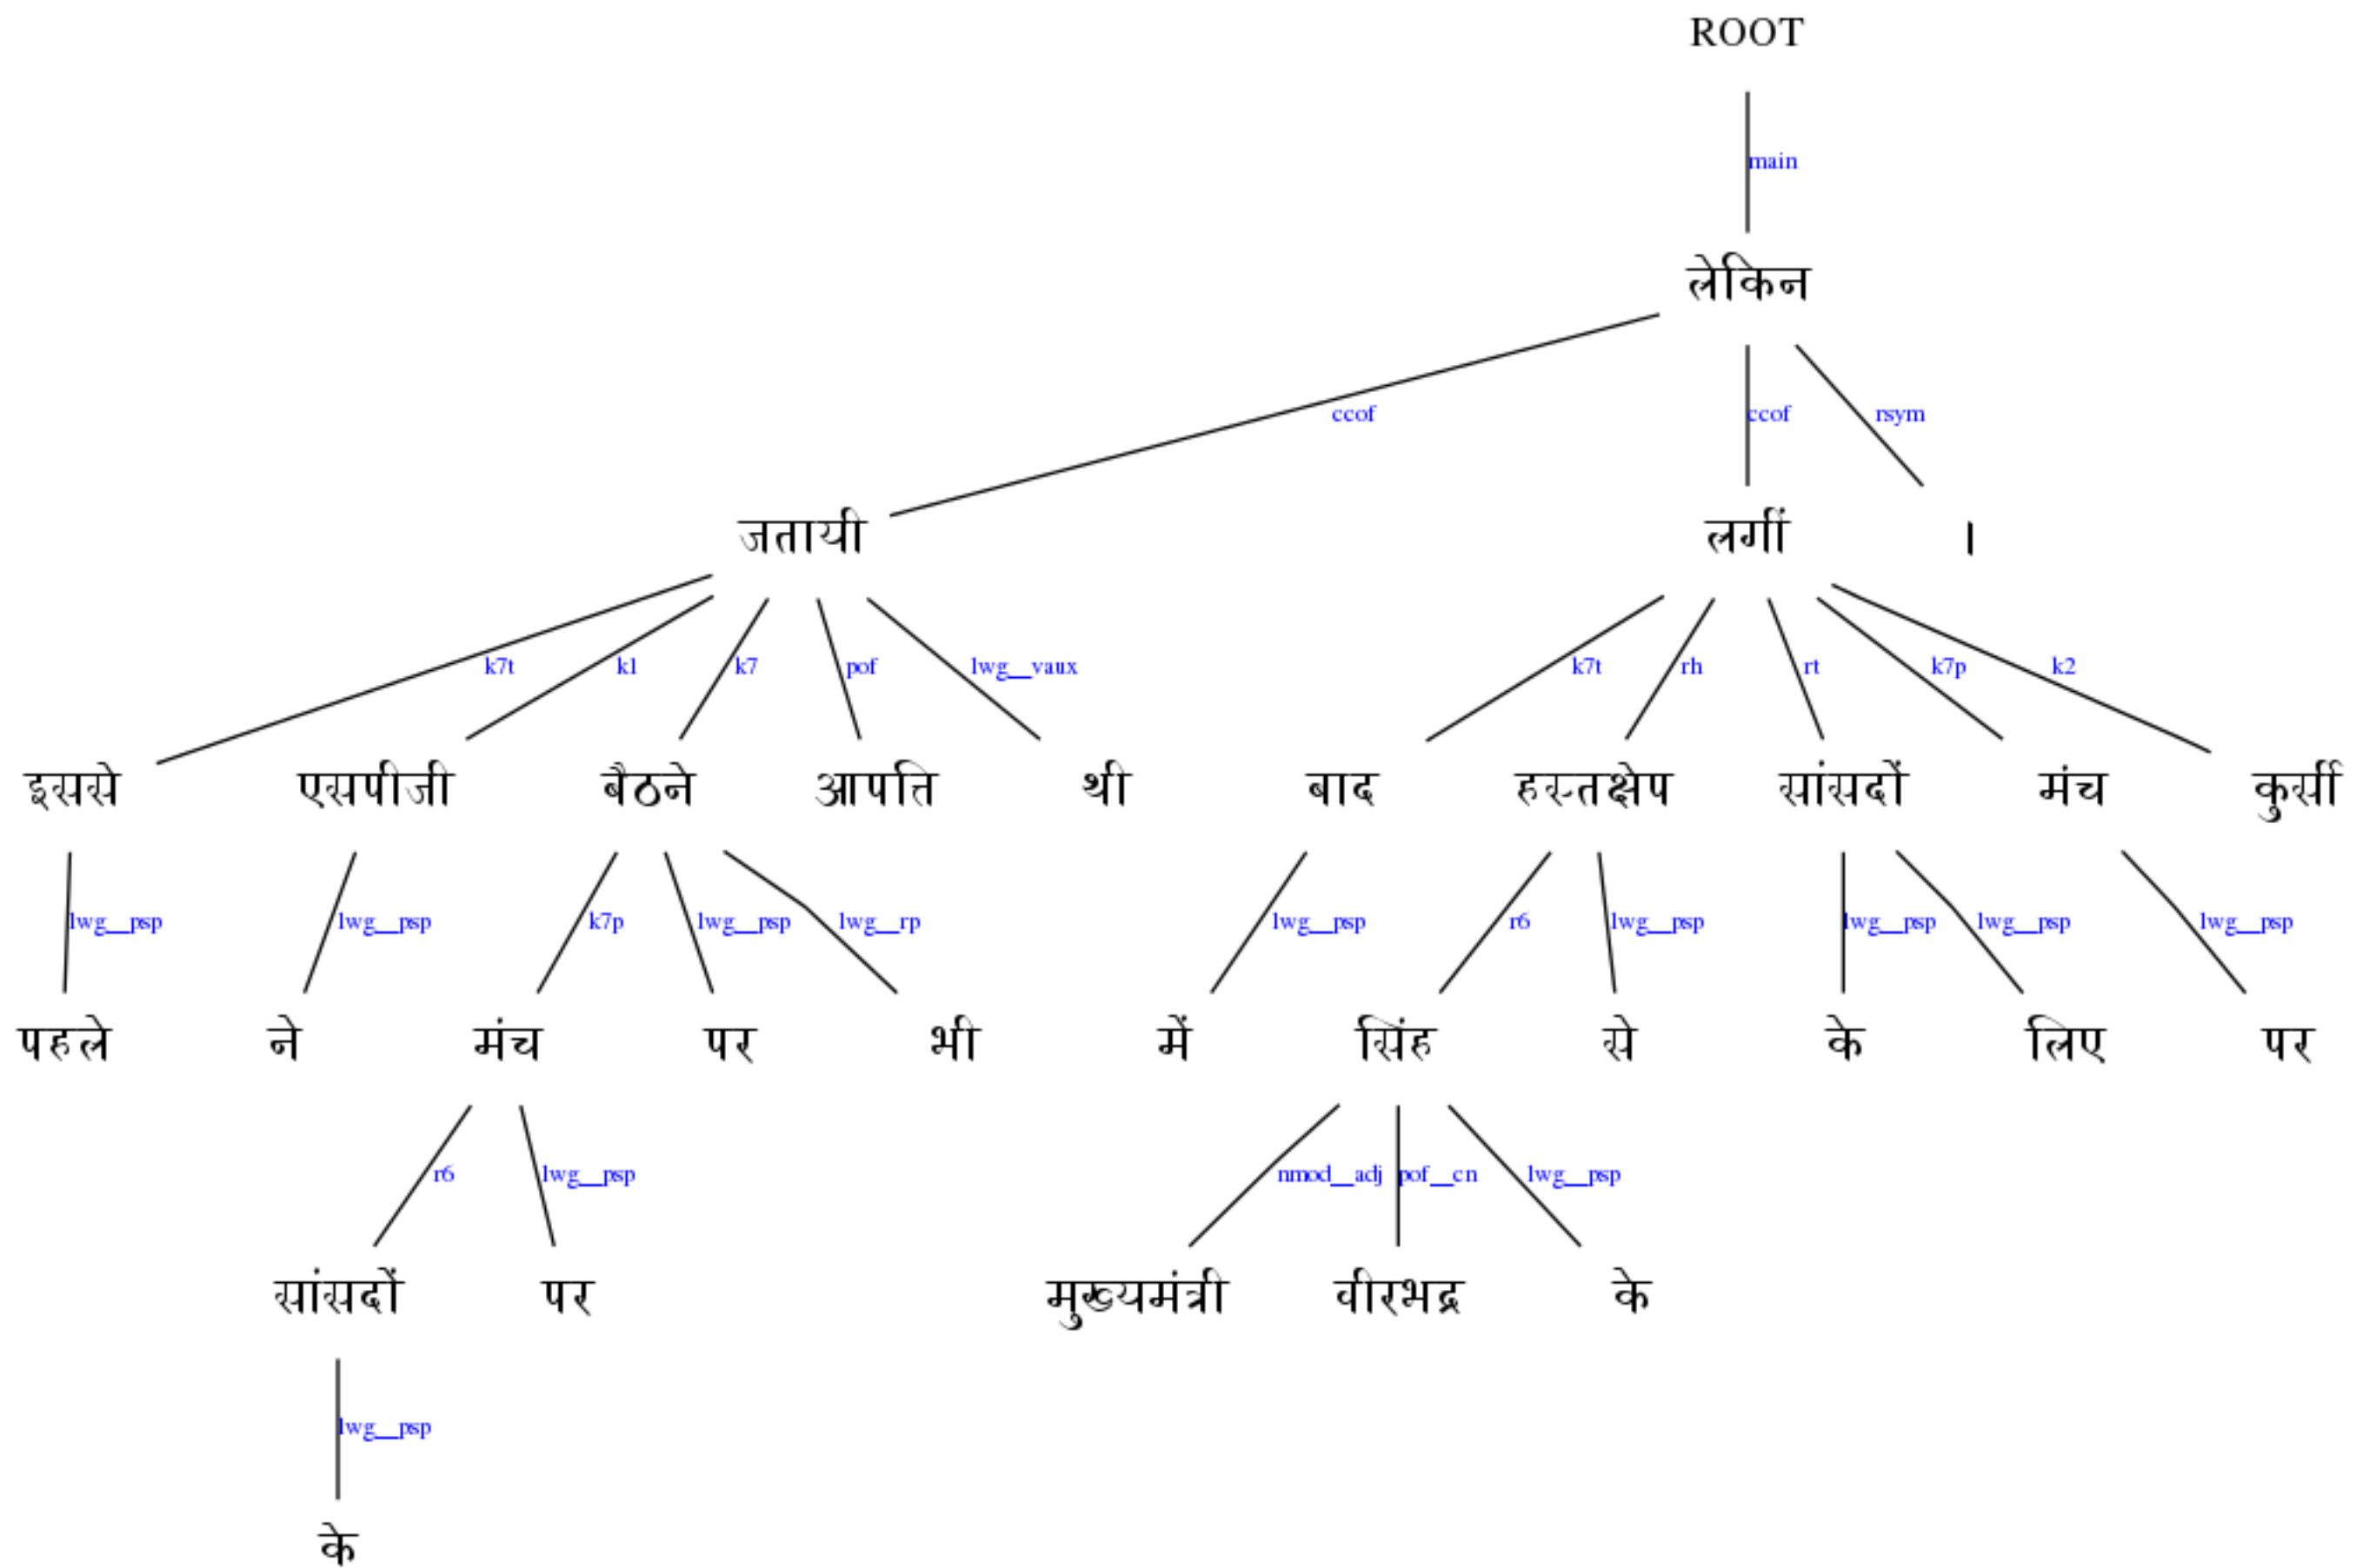 ROOT
main
लेकिन
ccof ccof rsym
जतायी लगीं ।
k7t k1 k7 pof lwg__vaux k7t rh rt k7p k2
इससे एसपीजी बैठने आपत्ति थी बाद हस्तक्षेप सांसदों मंच कुर्सी
lwg__psp lwg__psp k7p lwg__psp lwg__rp lwg__psp r6 lwg__psp lwg__psp lwg__psp lwg__psp
पहले ने मंच पर भी में सिंह से के लिए पर
r6 lwg__psp nmod__adj pof__cn lwg__psp
सांसदों पर मुख्यमंत्री वीरभद्र के
lwg__psp
के